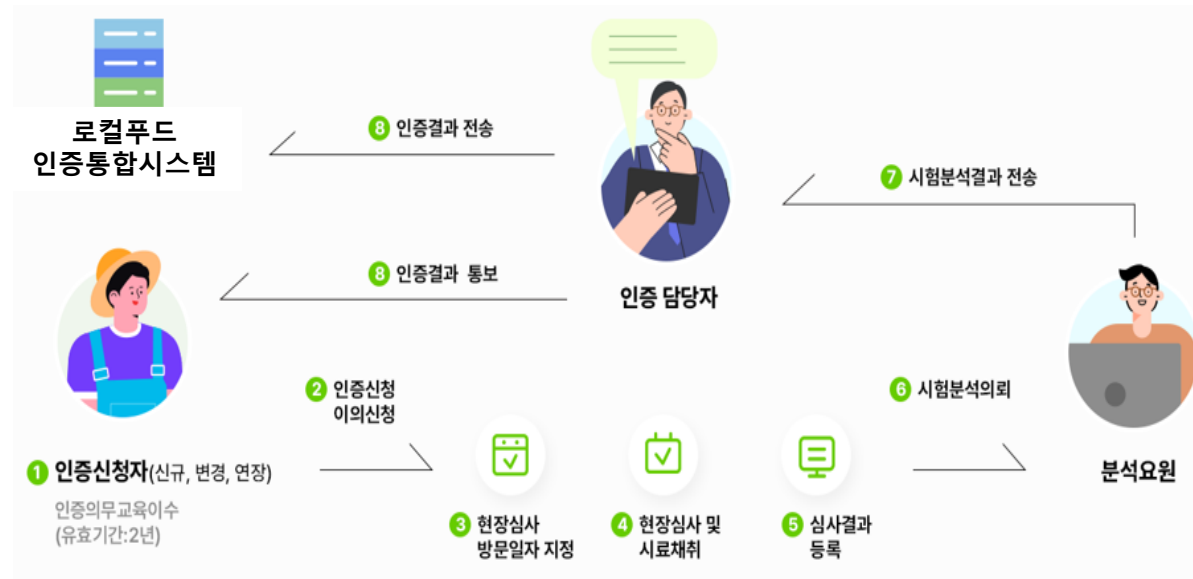 로컬푸드
인증통합시스템
8 인증결과 전송
7 시험분석결과 전송
8 인증결과 통보
인증 담당자
2 인증신청
이의신청
6 시험분석의뢰
1 인증신청자(신규, 변경, 연장)
인증의무교육이수
(유효기간:2년)
3 현장심사
방문일자 지정
4 현장심사 및
시료채취
5 심사결과
등록
분석요원